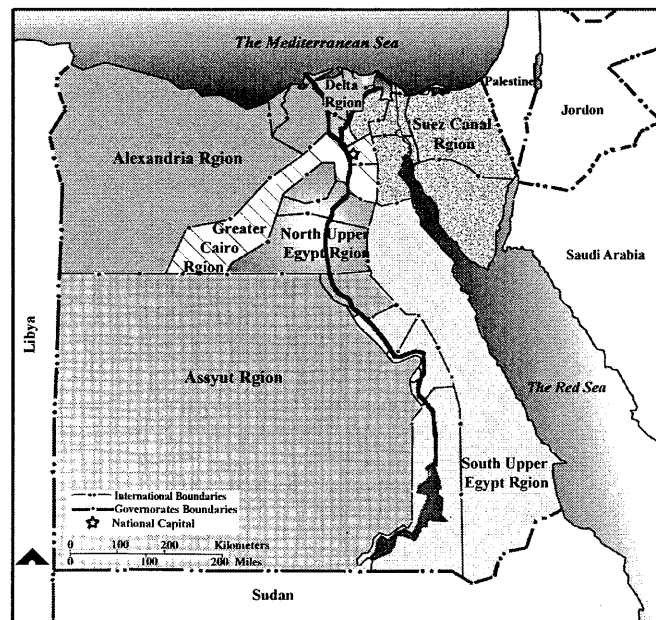 The Mediterranean Sea
Delta
Rgion
Palestine
Jordon
Suez Canal
Rgion
Alexandria Rgion
Greater
Cairo
Rgion
North Upper
Egypt Rgion
Saudi Arabia
Libya
Assyut Rgion
The Red Sea
South Upper
Egypt Rgion
International Boundaries
Governorates Boundaries
National Capital
0 100 200 Kilometers
0 100 200 Miles
Sudan